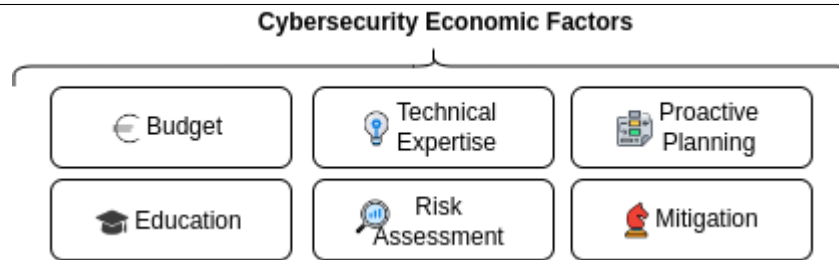 Cybersecurity Economic Factors
Budget
Technical
Expertise
Proactive
Planning
Education
Risk
Assessment
Mitigation